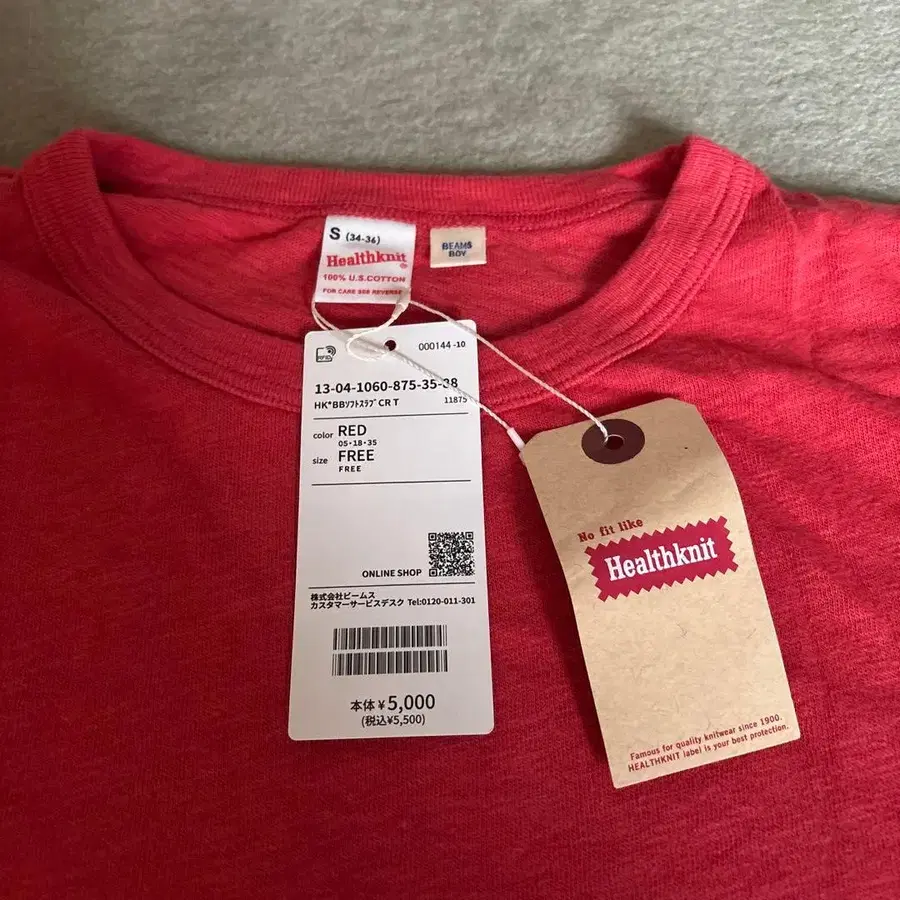 S (34-36)
Healthknit®
100% U.S.COTTON
FOR CARE SEE REVERSE
BEAMS
BOY
000144 -10
13-04-1060-875-35-38
HK*BBソフトスラブCR T 11875
color RED
05・18・35
size FREE
FREE
ONLINE SHOP
株式会社ビームス
カスタマーサービスデスク Tel:0120-011-301
本体¥5,000
(税込¥5,500)
No fit like
Healthknit
Famous for quality knitwear since 1900.
HEALTHKNIT label is your best protection.